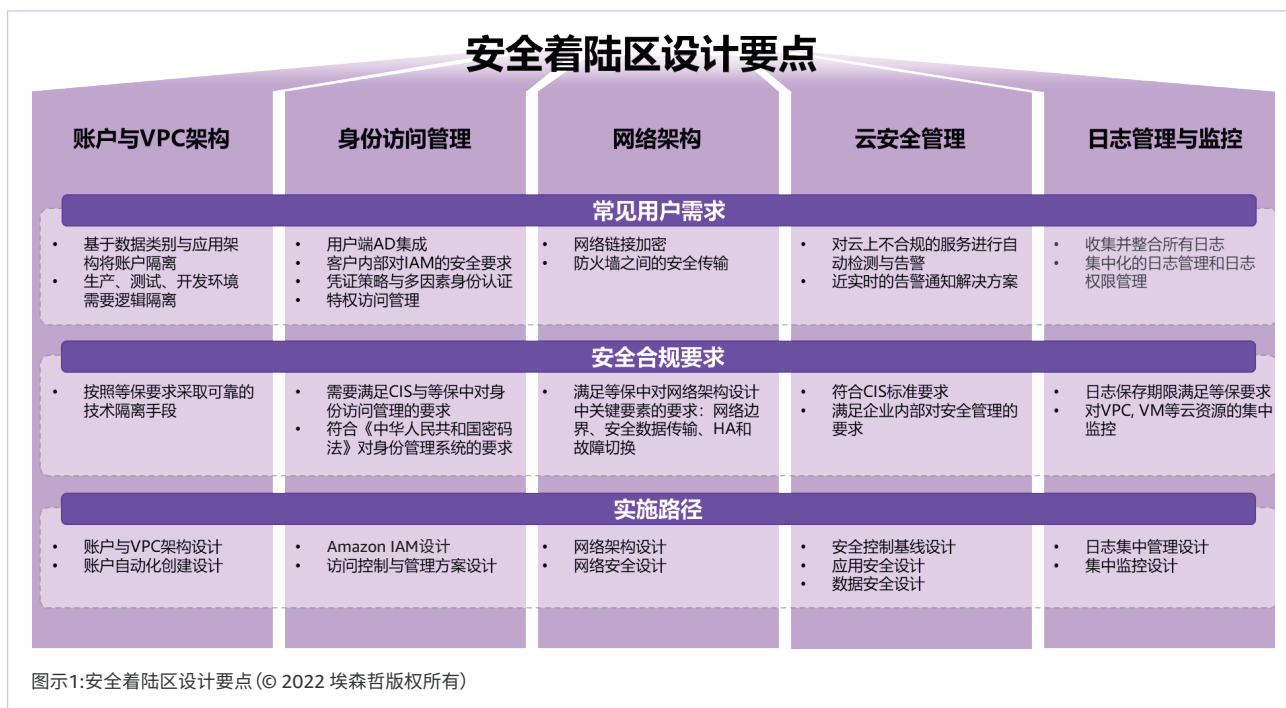 安全着陆区设计要点
账户与VPC架构
身份访问管理
网络架构
云安全管理
日志管理与监控
常见用户需求
• 基于数据类别与应用架
构将账户隔离
• 生产、测试、开发环境
需要逻辑隔离
• 用户端AD集成
• 客户内部对IAM的安全要求
• 凭证策略与多因素身份认证
• 特权访问管理
• 网络链接加密
• 防火墙之间的安全传输
• 对云上不合规的服务进行自
动检测与告警
• 近实时的告警通知解决方案
• 收集并整合所有日志
• 集中化的日志管理和日志
权限管理
安全合规要求
• 按照等保要求采取可靠的
技术隔离手段
• 需要满足CIS与等保中对身
份访问管理的要求
• 符合《中华人民共和国密码
法》对身份管理系统的要求
• 满足等保中对网络架构设计
中关键要素的要求：网络边
界、安全数据传输、HA和
故障切换
• 符合CIS标准要求
• 满足企业内部对安全管理的
要求
• 日志保存期限满足等保要求
• 对VPC, VM等云资源的集中
监控
实施路径
• 账户与VPC架构设计
• 账户自动化创建设计
• Amazon IAM设计
• 访问控制与管理方案设计
• 网络架构设计
• 网络安全设计
• 安全控制基线设计
• 应用安全设计
• 数据安全设计
• 日志集中管理设计
• 集中监控设计
图示1:安全着陆区设计要点(© 2022 埃森哲版权所有)